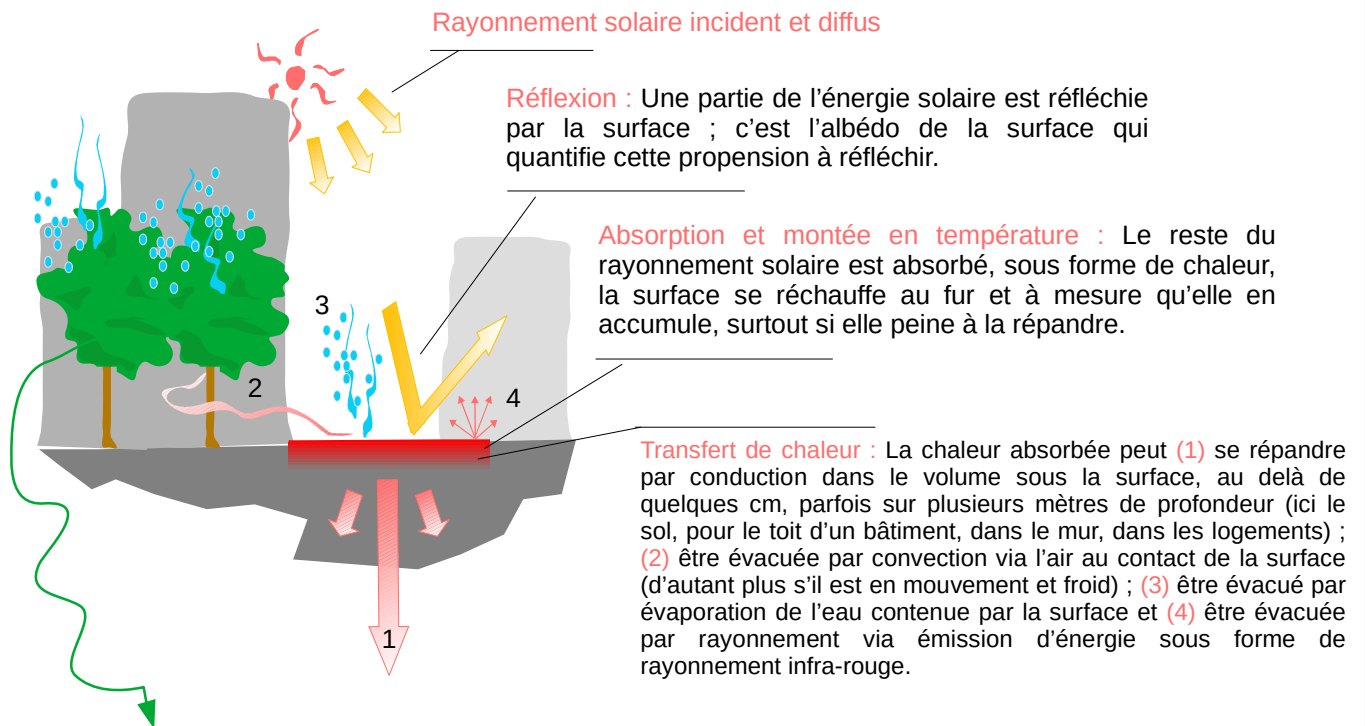 Rayonnement solaire incident et diffus
Réflexion : Une partie de l’énergie solaire est réfléchie
par la surface ; c’est l’albédo de la surface qui
quantifie cette propension à réfléchir.
Absorption et montée en température : Le reste du
rayonnement solaire est absorbé, sous forme de chaleur,
la surface se réchauffe au fur et à mesure qu’elle en
accumule, surtout si elle peine à la répandre.
3
2
4
Transfert de chaleur : La chaleur absorbée peut (1) se répandre
par conduction dans le volume sous la surface, au delà de
quelques cm, parfois sur plusieurs mètres de profondeur (ici le
sol, pour le toit d’un bâtiment, dans le mur, dans les logements) ;
(2) être évacuée par convection via l’air au contact de la surface
(d’autant plus s’il est en mouvement et froid) ; (3) être évacué par
évaporation de l’eau contenue par la surface et (4) être évacuée
par rayonnement via émission d’énergie sous forme de
rayonnement infra-rouge.
1